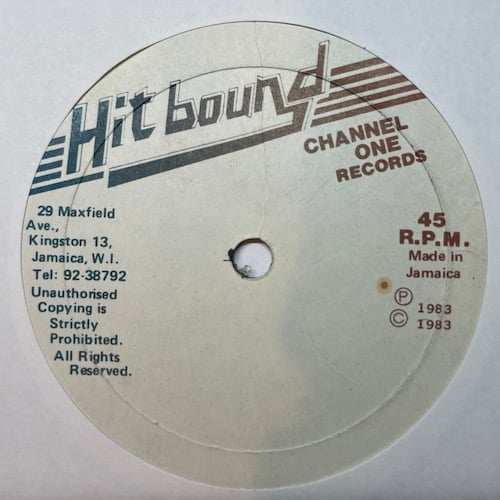 Hit bound
CHANNEL
ONE
RECORDS
29 Maxfield
Ave.,
Kingston 13,
Jamaica, W.I.
Tel: 92-38792
Unauthorised
Copying is
Strictly
Prohibited.
All Rights
Reserved.
45
R.P.M.
Made in
Jamaica
Ⓟ 1983
© 1983